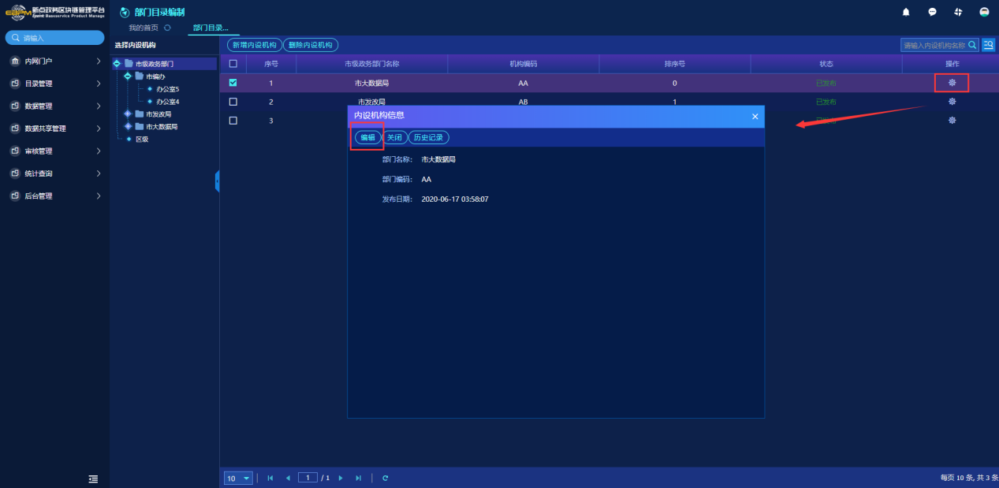 新点政务区块链管理平台
Epoint Basesservice Product Manage
部门目录编制
我的首页
部门目录...
请输入
内网门户
目录管理
数据管理
数据共享管理
审核管理
统计查询
后台管理
选择内设机构
市级政务部门
市编办
办公室5
办公室4
市发改局
市大数据局
区级
新增内设机构 删除内设机构
请输入内设机构名称
序号 市级政务部门名称 机构编码 排序号 状态 操作
1 市大数据局 AA 0 已发布
2 市发改局 AB 1 已发布
3 已发布
内设机构信息
编辑 关闭 历史记录
部门名称: 市大数据局
部门编码: AA
发布日期: 2020-06-17 03:58:07
10 1 / 1
每页 10 条, 共 3 条